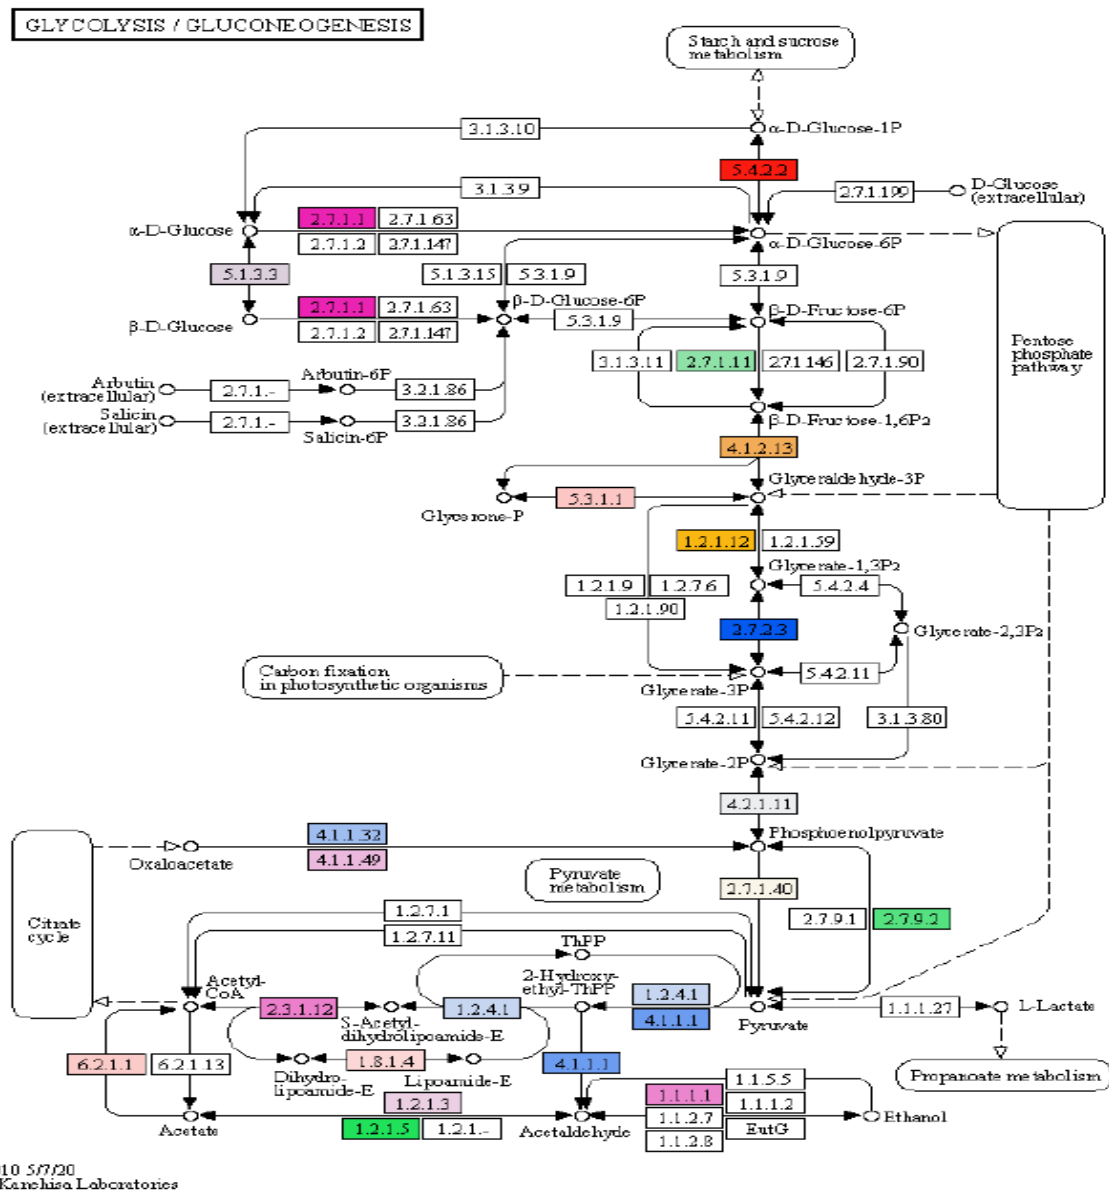 GLYCOLYSIS / GLUCONEOGENESIS
Starch and sucrose
metabolism
3.1.3.10
α-D-Glucose-1P
5.4.2.2
3.1.3.9
2.7.1.199
D-Glucose
(extracellular)
α-D-Glucose
2.7.1.1
2.7.1.63
2.7.1.2
2.7.1.147
α-D-Glucose-6P
5.1.3.3
5.1.3.15
5.3.1.9
5.3.1.9
β-D-Glucose
2.7.1.1
2.7.1.63
2.7.1.2
2.7.1.147
β-D-Glucose-6P
5.3.1.9
β-D-Fructose-6P
Pentose
phosphate
pathway
3.1.3.11
2.7.1.11
2.7.1.146
2.7.1.90
Arbutin
(extracellular)
2.7.1.-
Arbutin-6P
3.2.1.86
Salicin
(extracellular)
2.7.1.-
Salicin-6P
3.2.1.86
β-D-Fructose-1,6P2
4.1.2.13
Glyceraldehyde-3P
5.3.1.1
Glycerone-P
1.2.1.12
1.2.1.59
Glycerate-1,3P2
1.2.1.9
1.2.7.6
1.2.1.90
5.4.2.4
2.7.2.3
Glycerate-2,3P2
Carbon fixation
in photosynthetic organisms
Glycerate-3P
5.4.2.11
5.4.2.11
5.4.2.12
3.1.3.80
Glycerate-2P
4.2.1.11
Oxaloacetate
4.1.1.32
4.1.1.49
Phosphoenolpyruvate
Pyruvate
metabolism
2.7.1.40
2.7.9.1
2.7.9.2
Citrate
cycle
1.2.7.1
1.2.7.11
ThPP
Acetyl-
CoA
2.3.1.12
S-Acetyl-
dihydrolipoamide-E
1.2.4.1
2-Hydroxy-
ethyl-ThPP
1.2.4.1
4.1.1.1
Pyruvate
1.1.1.27
L-Lactate
6.2.1.1
6.2.1.13
Dihydro-
lipoamide-E
1.8.1.4
Lipoamide-E
4.1.1.1
Propanoate metabolism
1.2.1.3
Acetate
1.2.1.5
1.2.1.-
Acetaldehyde
1.1.1.1
1.1.5.5
1.1.2.7
1.1.1.2
1.1.2.8
EutG
Ethanol
10 5/7/20
Kanehisa Laboratories